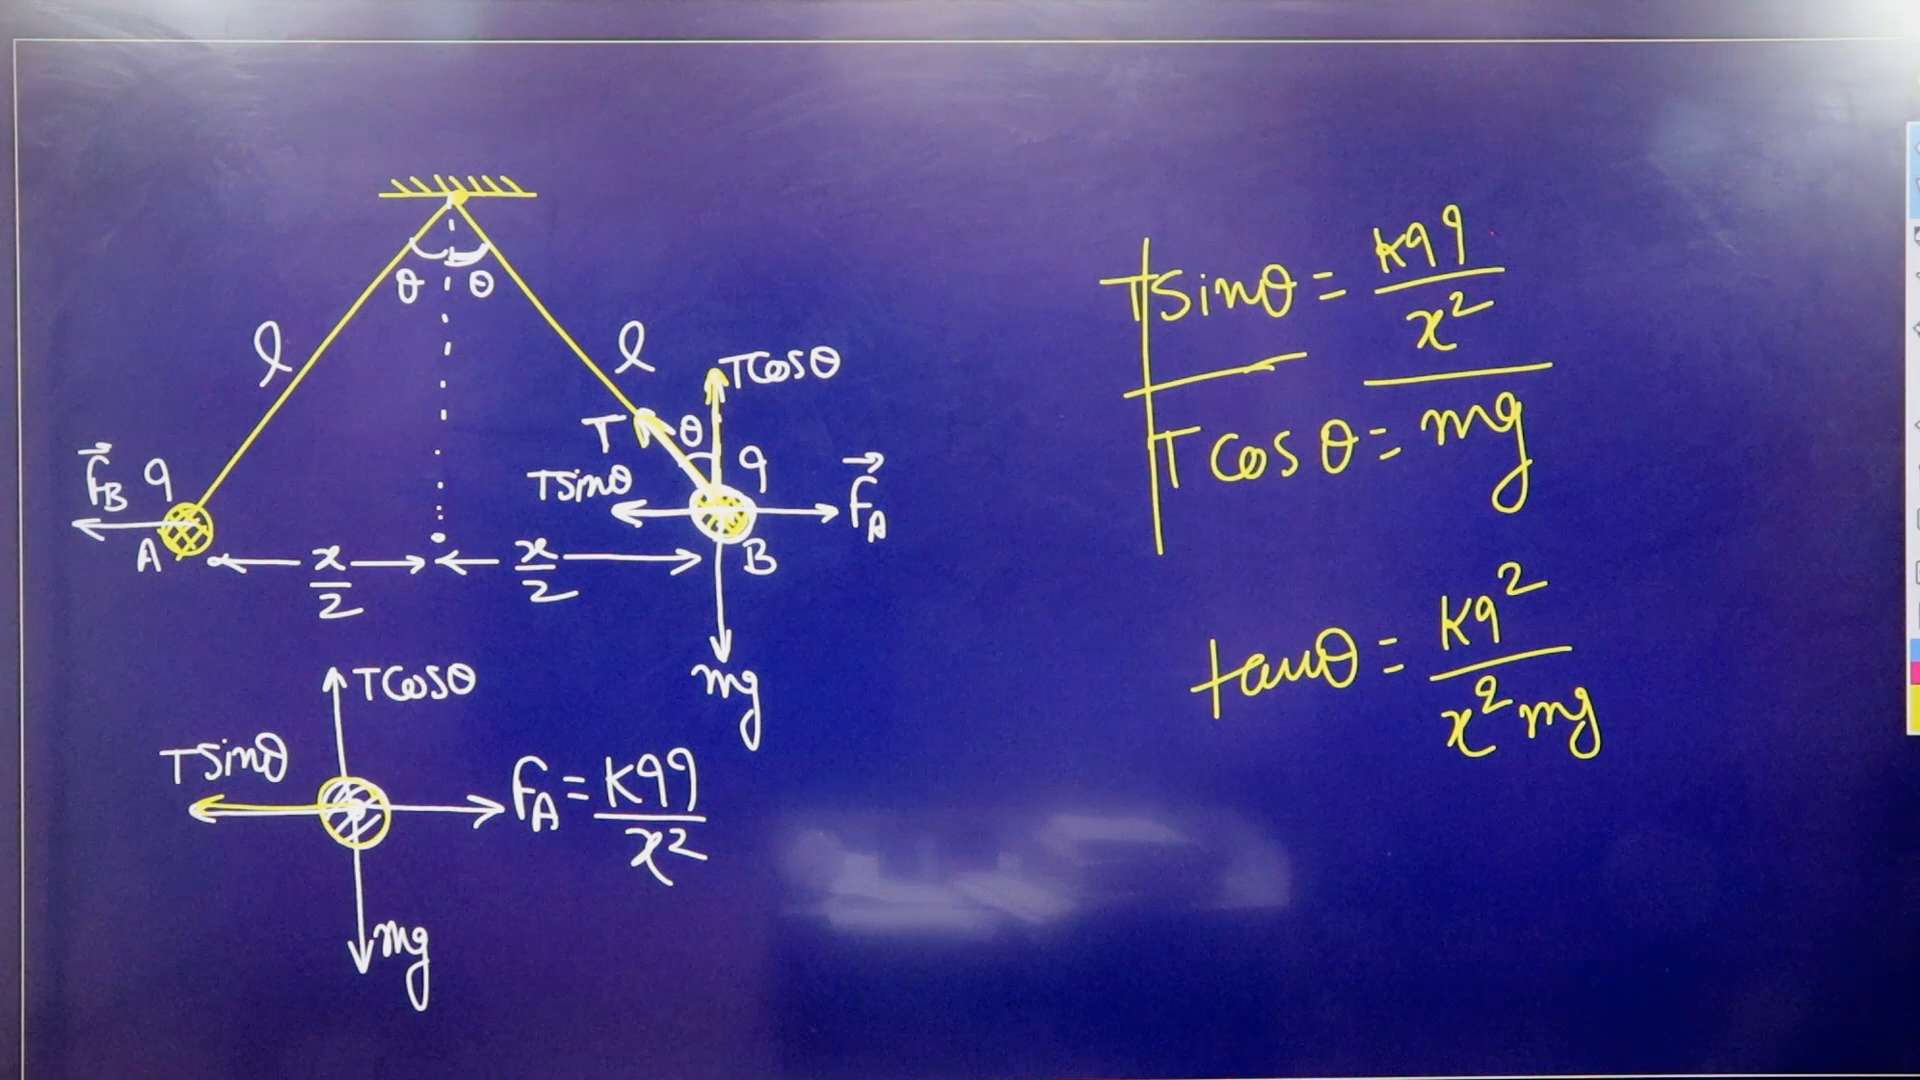 θ θ
l l
Tcosθ
T θ q
Tsinθ
F⃗B q
F⃗A
A x/2 x/2 B
mg
Tcosθ
Tsinθ
FA = Kqq/x²
mg
Tsinθ = Kqq/x²
Tcosθ = mg
tanθ = Kq²/x²mg